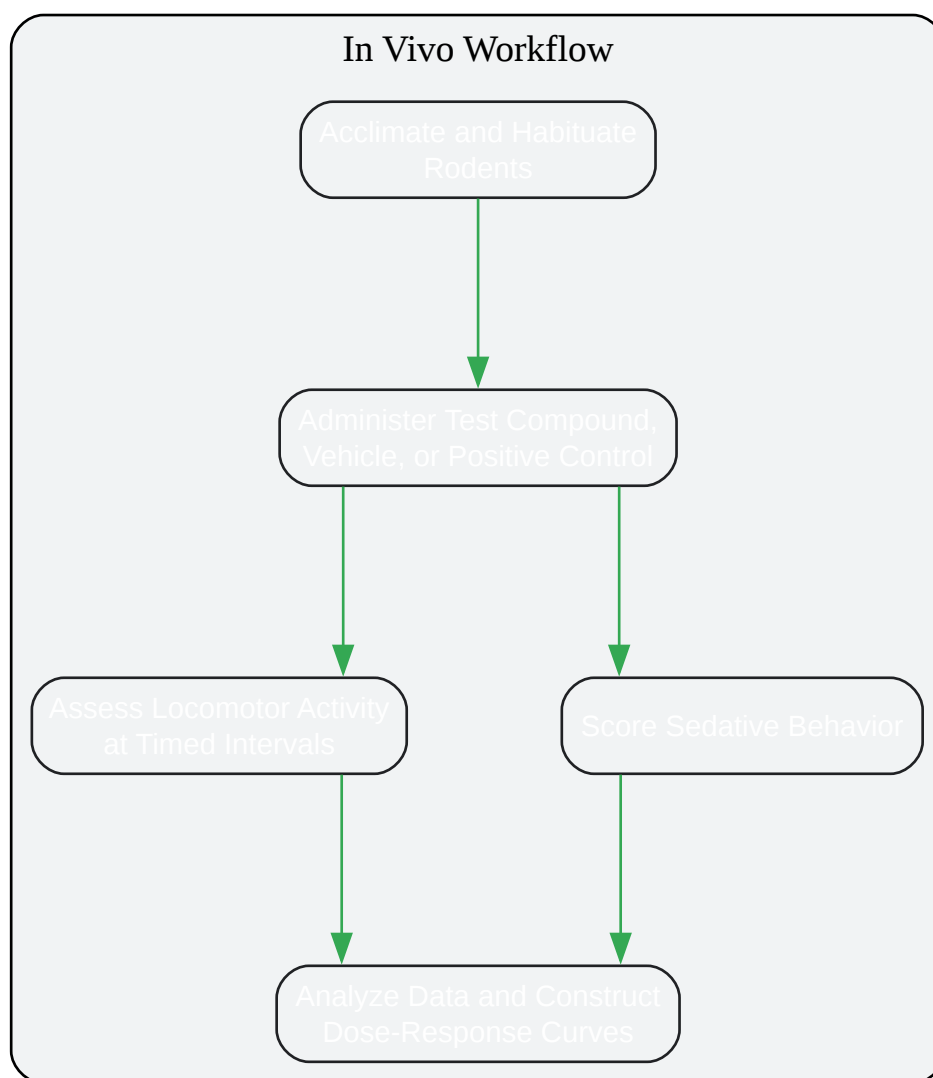 In Vivo Workflow
Acclimate and Habituate
Rodents
Administer Test Compound,
Vehicle, or Positive Control
Assess Locomotor Activity
at Timed Intervals
Score Sedative Behavior
Analyze Data and Construct
Dose-Response Curves